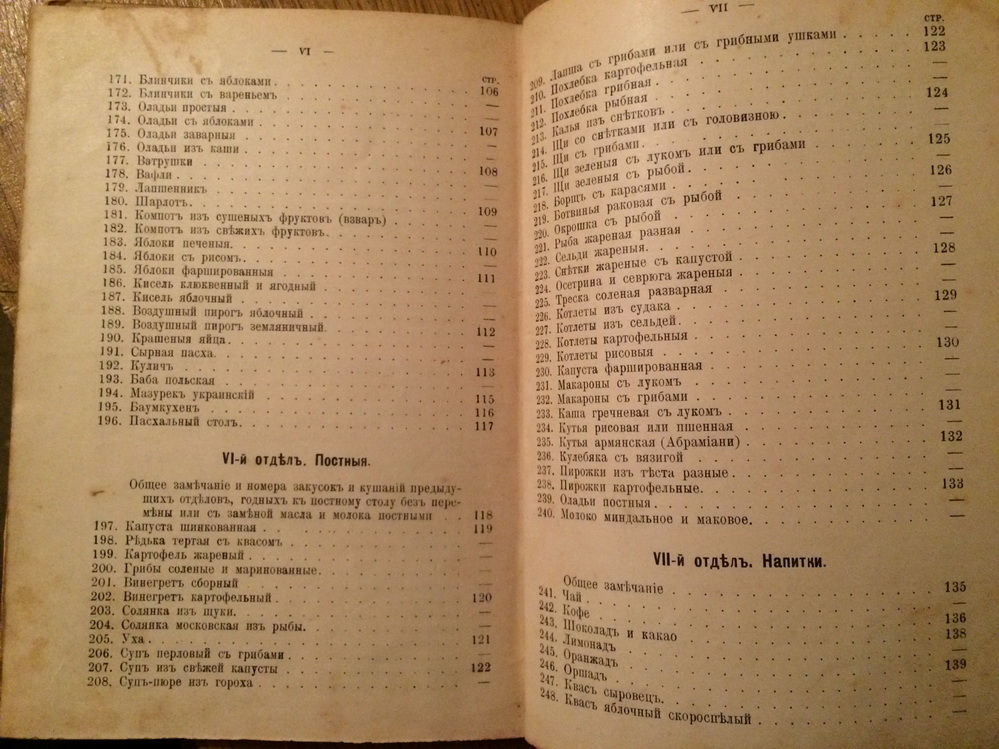 — VI —
стр.
171. Блинчики съ яблоками . 106
172. Блинчики съ вареньемъ —
173. Оладьи простыя . —
174. Оладьи съ яблоками . 107
175. Оладьи заварныя —
176. Оладьи изъ каши . —
177. Ватрушки . 108
178. Вафли . —
179. Лапшенникъ —
180. Шарлотъ. 109
181. Компотъ изъ сушеныхъ фруктовъ (взваръ) —
182. Компотъ изъ свѣжихъ фруктовъ. —
183. Яблоки печеныя. 110
184. Яблоки съ рисомъ. —
185. Яблоки фаршированныя 111
186. Кисель клюквенный и ягодный —
187. Кисель яблочный —
188. Воздушный пирогъ яблочный . —
189. Воздушный пирогъ земляничный. 112
190. Крашеныя яйца. —
191. Сырная пасха. —
192. Куличъ 113
193. Баба польская —
194. Мазурекъ украинскій 115
195. Баумкухенъ 116
196. Пасхальный столъ. 117
VI-й отдѣлъ. Постныя.
Общее замѣчаніе и номера закусокъ и кушаній предыду-
щихъ отдѣловъ, годныхъ къ постному столу безъ пере-
мѣны или съ замѣной масла и молока постными 118
197. Капуста шинкованная . 119
198. Рѣдька тертая съ квасомъ —
199. Картофель жареный . —
200. Грибы соленые и маринованные. —
201. Винегретъ сборный —
202. Винегретъ картофельный . 120
203. Солянка изъ щуки. —
204. Солянка московская изъ рыбы. —
205. Уха . 121
206. Супъ перловый съ грибами . —
207. Супъ изъ свѣжей капусты 122
208. Супъ-пюре изъ гороха . —
— VII —
стр.
209. Лапша съ грибами или съ грибными ушками 122
210. Похлебка картофельная 123
211. Похлебка грибная . —
212. Похлебка рыбная 124
213. Калья изъ снѣтковъ . —
214. Щи со снѣтками или съ головизною . —
215. Щи съ грибами. 125
216. Щи зеленыя съ лукомъ или съ грибами —
217. Щи зеленыя съ рыбой. 126
218. Борщъ съ карасями . —
219. Ботвинья раковая съ рыбой 127
220. Окрошка съ рыбой —
221. Рыба жареная разная . —
222. Сельди жареныя. 128
223. Снѣтки жареные съ капустой —
224. Осетрина и севрюга жареныя . —
225. Треска соленая разварная 129
226. Котлеты изъ судака . —
227. Котлеты изъ сельдей. —
228. Котлеты картофельныя 130
229. Котлеты рисовыя —
230. Капуста фаршированная —
231. Макароны съ лукомъ . —
232. Макароны съ грибами . 131
233. Каша гречневая съ лукомъ . —
234. Кутья рисовая или пшенная 132
235. Кутья армянская (Абраміани) . —
236. Кулебяка съ вязигой —
237. Пирожки изъ тѣста разные . 133
238. Пирожки картофельные. —
239. Оладьи постныя . —
240. Молоко миндальное и маковое. —
VII-й отдѣлъ. Напитки.
Общее замѣчаніе 135
241. Чай . —
242. Кофе 136
243. Шоколадъ и какао 138
244. Лимонадъ —
245. Оранжадъ 139
246. Оршадъ —
247. Квасъ сыровецъ. —
248. Квасъ яблочный скороспѣлый —